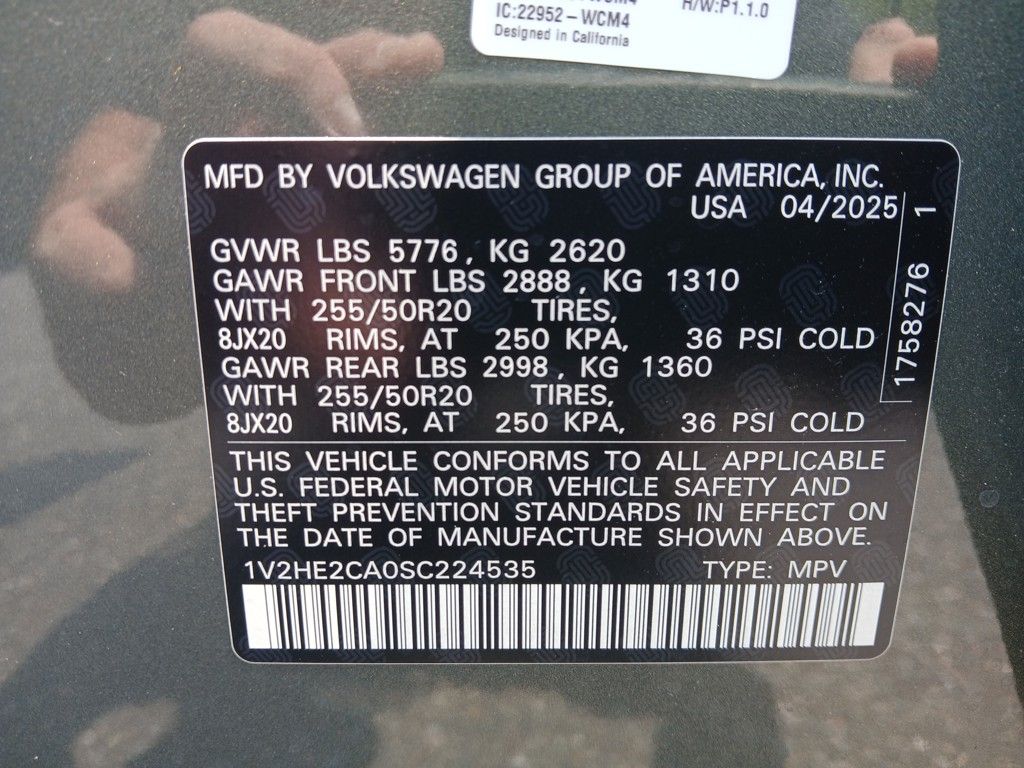 H/W:P1.1.0
IC:22952-WCM4
Designed in California
MFD BY VOLKSWAGEN GROUP OF AMERICA, INC.
USA 04/2025
GVWR LBS 5776, KG 2620
GAWR FRONT LBS 2888, KG 1310
WITH 255/50R20 TIRES,
8JX20 RIMS, AT 250 KPA, 36 PSI COLD
GAWR REAR LBS 2998, KG 1360
WITH 255/50R20 TIRES,
8JX20 RIMS, AT 250 KPA, 36 PSI COLD
1758276 1
THIS VEHICLE CONFORMS TO ALL APPLICABLE
U.S. FEDERAL MOTOR VEHICLE SAFETY AND
THEFT PREVENTION STANDARDS IN EFFECT ON
THE DATE OF MANUFACTURE SHOWN ABOVE.
1V2HE2CA0SC224535 TYPE: MPV